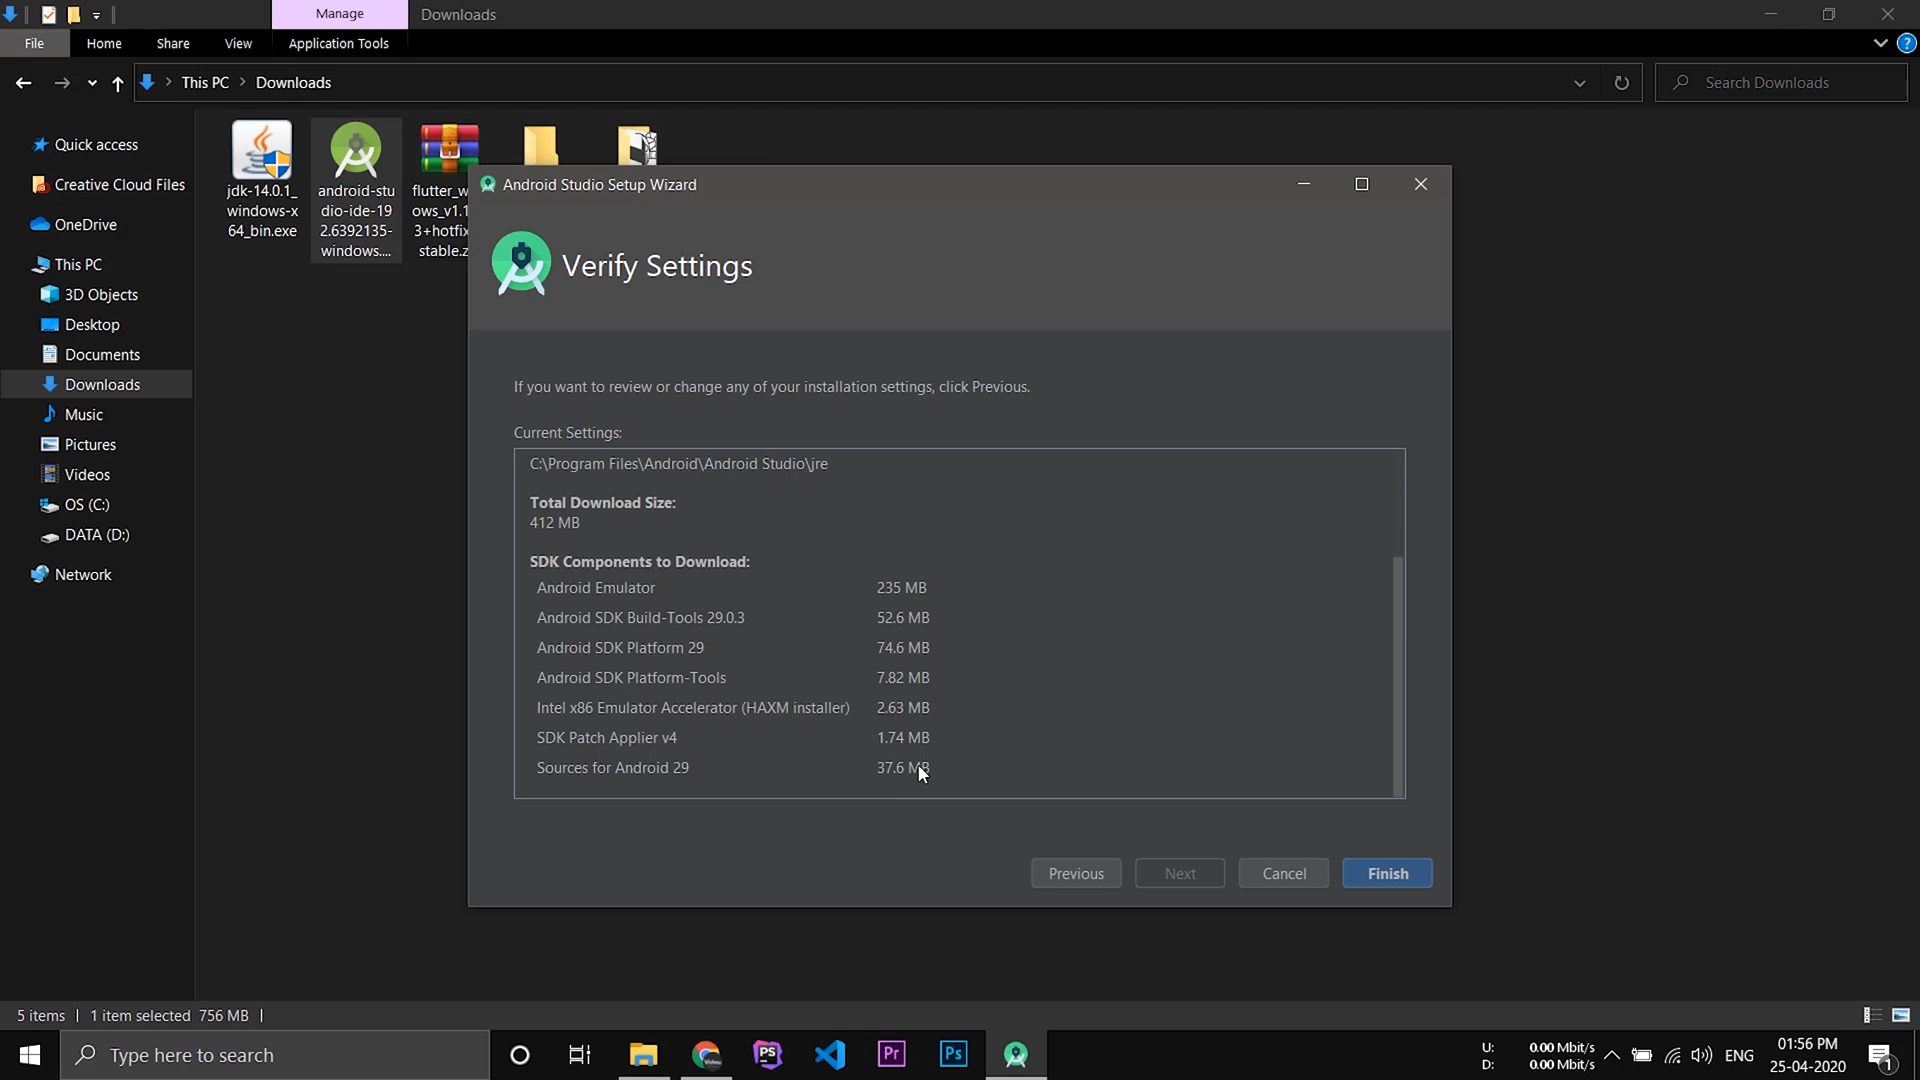 Manage
Downloads
File
Home
Share
View
Application Tools
This PC
Downloads
Search Downloads
Quick access
Creative Cloud Files
OneDrive
This PC
3D Objects
Desktop
Documents
Downloads
Music
Pictures
Videos
OS (C:)
DATA (D:)
Network
jdk-14.0.1_
windows-x
64_bin.exe
android-stu
dio-ide-19
2.6392135-
windows....
flutter_w
ows_v1.1
3+hotfix
stable.z
Android Studio Setup Wizard
Verify Settings
If you want to review or change any of your installation settings, click Previous.
Current Settings:
C:\Program Files\Android\Android Studio\jre
Total Download Size:
412 MB
SDK Components to Download:
Android Emulator 235 MB
Android SDK Build-Tools 29.0.3 52.6 MB
Android SDK Platform 29 74.6 MB
Android SDK Platform-Tools 7.82 MB
Intel x86 Emulator Accelerator (HAXM installer) 2.63 MB
SDK Patch Applier v4 1.74 MB
Sources for Android 29 37.6 MB
Previous
Next
Cancel
Finish
5 items
1 item selected 756 MB
Type here to search
PS
Pr
Ps
U: 0.00 Mbit/s
D: 0.00 Mbit/s
ENG
01:56 PM
25-04-2020
1